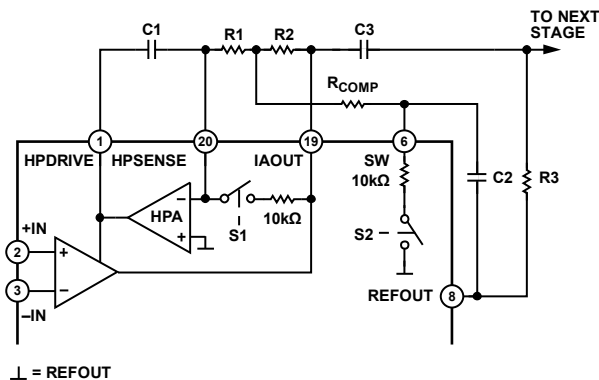 TO NEXT
STAGE
C1
R1
R2
C3
RCOMP
1
20
19
6
HPDRIVE
HPSENSE
IAOUT
SW
10kΩ
C2
R3
HPA
−
+
S1
10kΩ
S2
+IN
2
+
3
−
−IN
REFOUT
8
⊥ = REFOUT